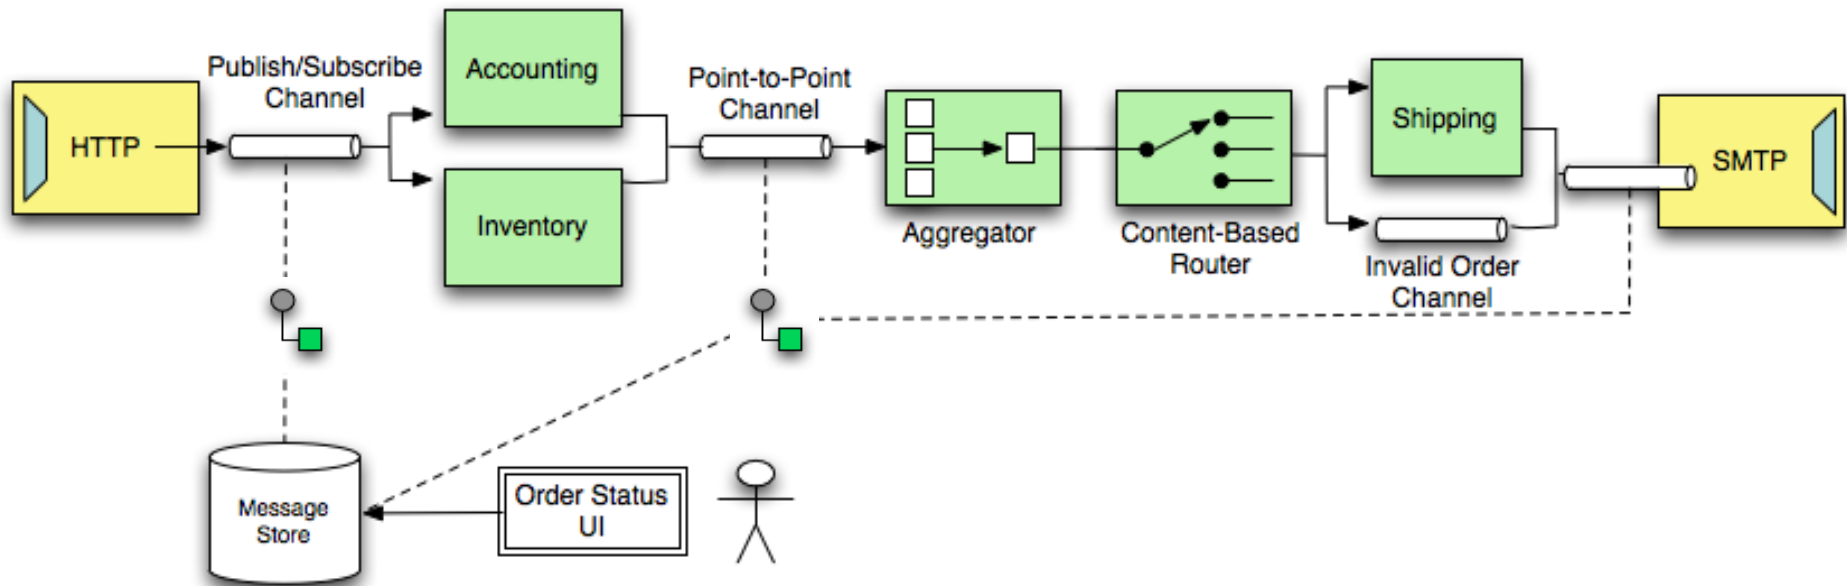 HTTP
Publish/Subscribe
Channel
Accounting
Inventory
Point-to-Point
Channel
Aggregator
Content-Based
Router
Shipping
Invalid Order
Channel
SMTP
Message
Store
Order Status
UI